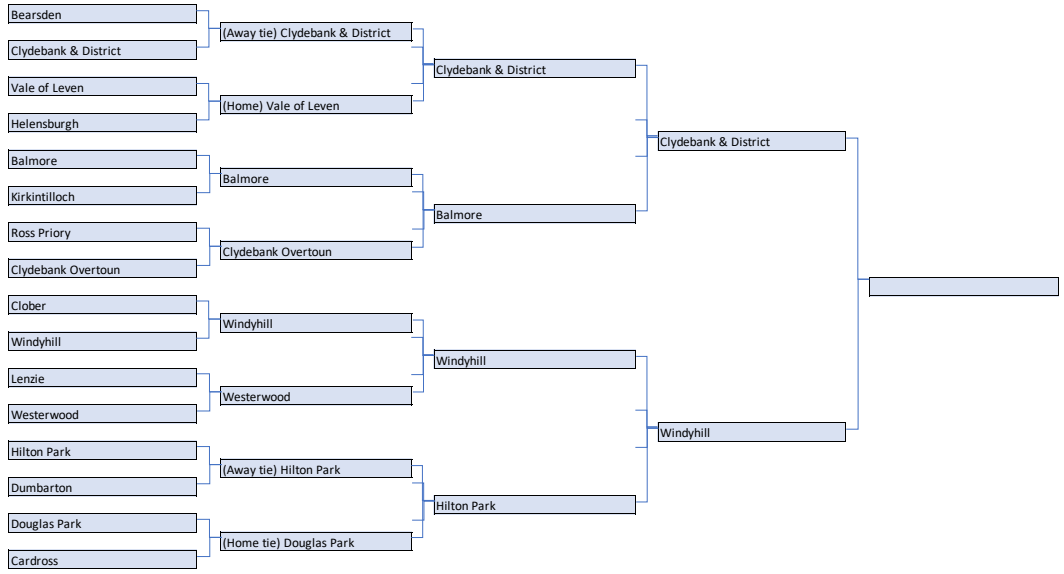 Bearsden
Clydebank & District
Vale of Leven
Helensburgh
Balmore
Kirkintilloch
Ross Priory
Clydebank Overtoun
Clober
Windyhill
Lenzie
Westerwood
Hilton Park
Dumbarton
Douglas Park
Cardross
(Away tie) Clydebank & District
(Home) Vale of Leven
Balmore
Clydebank Overtoun
Windyhill
Westerwood
(Away tie) Hilton Park
(Home tie) Douglas Park
Clydebank & District
Balmore
Windyhill
Hilton Park
Clydebank & District
Windyhill